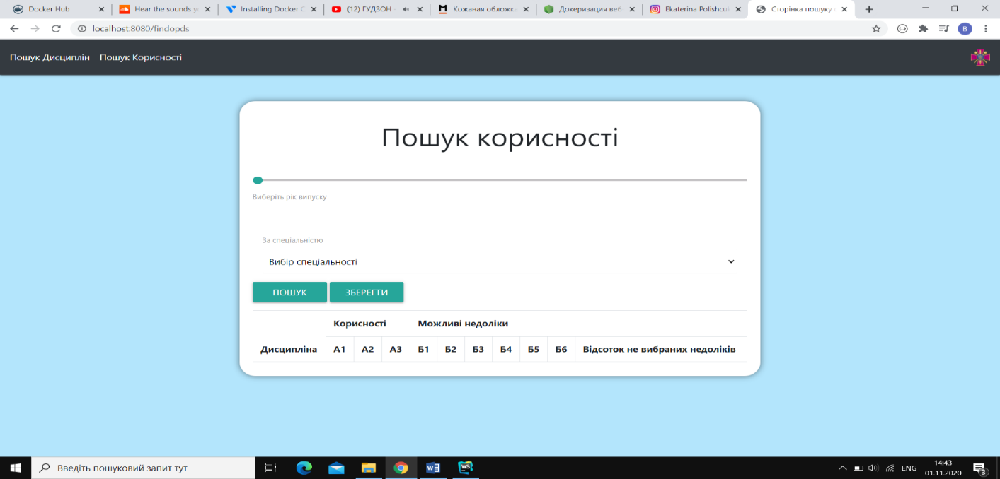 Docker Hub
Hear the sounds y
Installing Docker C
(12) ГУДЗОН -
Кожаная обложка
Докеризация веб
Ekaterina Polishcuk
Сторінка пошуку
localhost:8080/findopds
B
Пошук Дисциплін Пошук Корисності
Пошук корисності
Виберіть рік випуску
За спеціальністю
Вибір спеціальності
ПОШУК ЗБЕРЕГТИ
Корисності Можливі недоліки
Дисципліна А1 А2 А3 Б1 Б2 Б3 Б4 Б5 Б6 Відсоток не вибраних недоліків
Введіть пошуковий запит тут
WS
ENG
14:43
01.11.2020
3